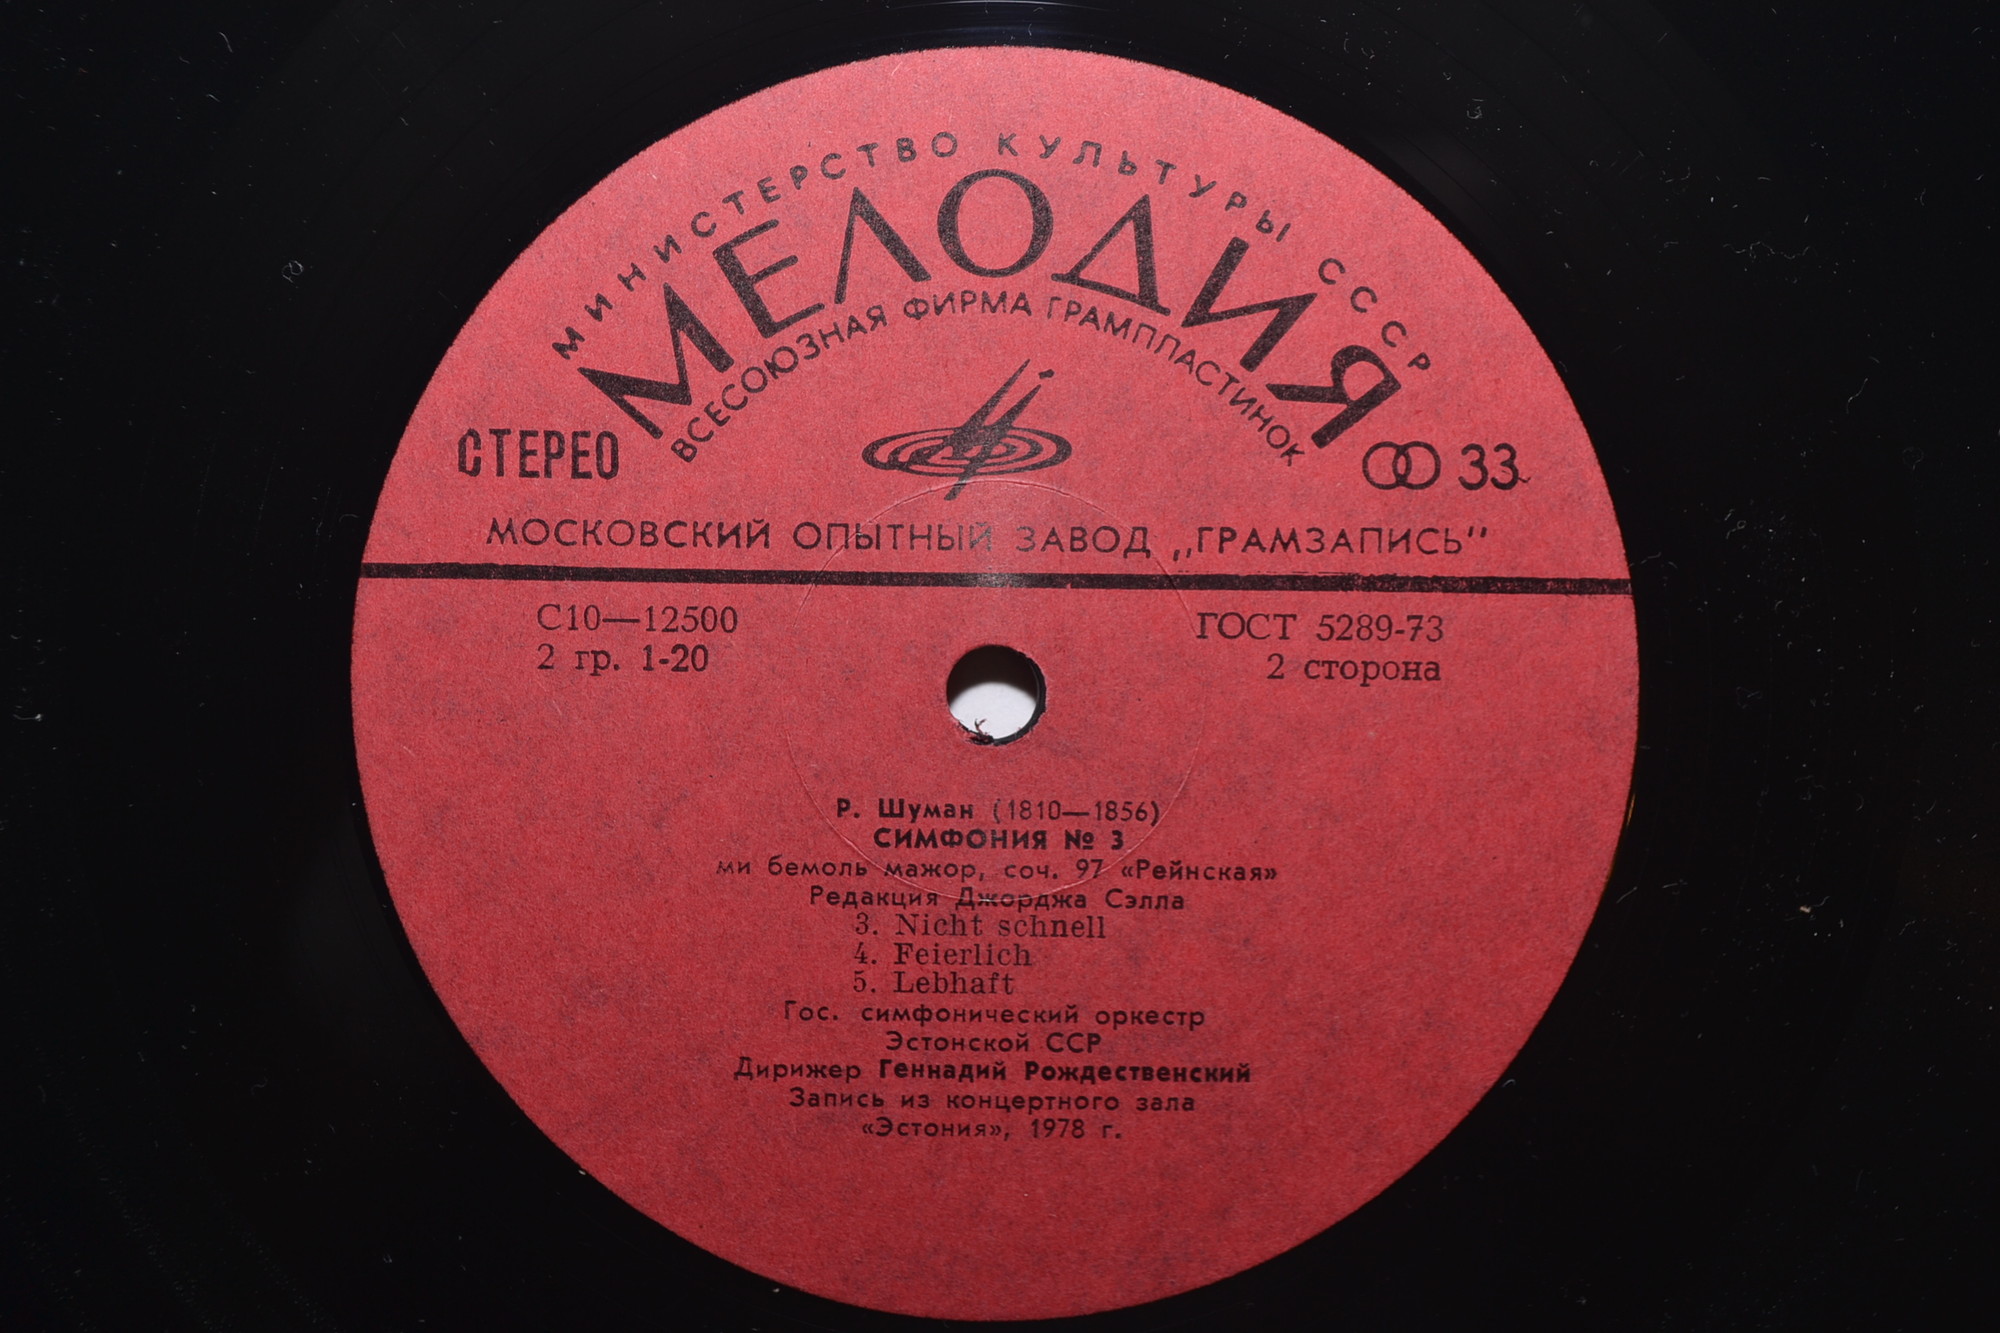 МИНИСТЕРСТВО КУЛЬТУРЫ СССР
МЕЛОДИЯ
ВСЕСОЮЗНАЯ ФИРМА ГРАМПЛАСТИНОК
СТЕРЕО
33
МОСКОВСКИЙ ОПЫТНЫЙ ЗАВОД „ГРАМЗАПИСЬ"
С10—12500
2 гр. 1-20
ГОСТ 5289-73
2 сторона
Р. Шуман (1810—1856)
СИМФОНИЯ № 3
ми бемоль мажор, соч. 97 «Рейнская»
Редакция Джорджа Сэлла
3. Nicht schnell
4. Feierlich
5. Lebhaft
Гос. симфонический оркестр
Эстонской ССР
Дирижер Геннадий Рождественский
Запись из концертного зала
«Эстония», 1978 г.